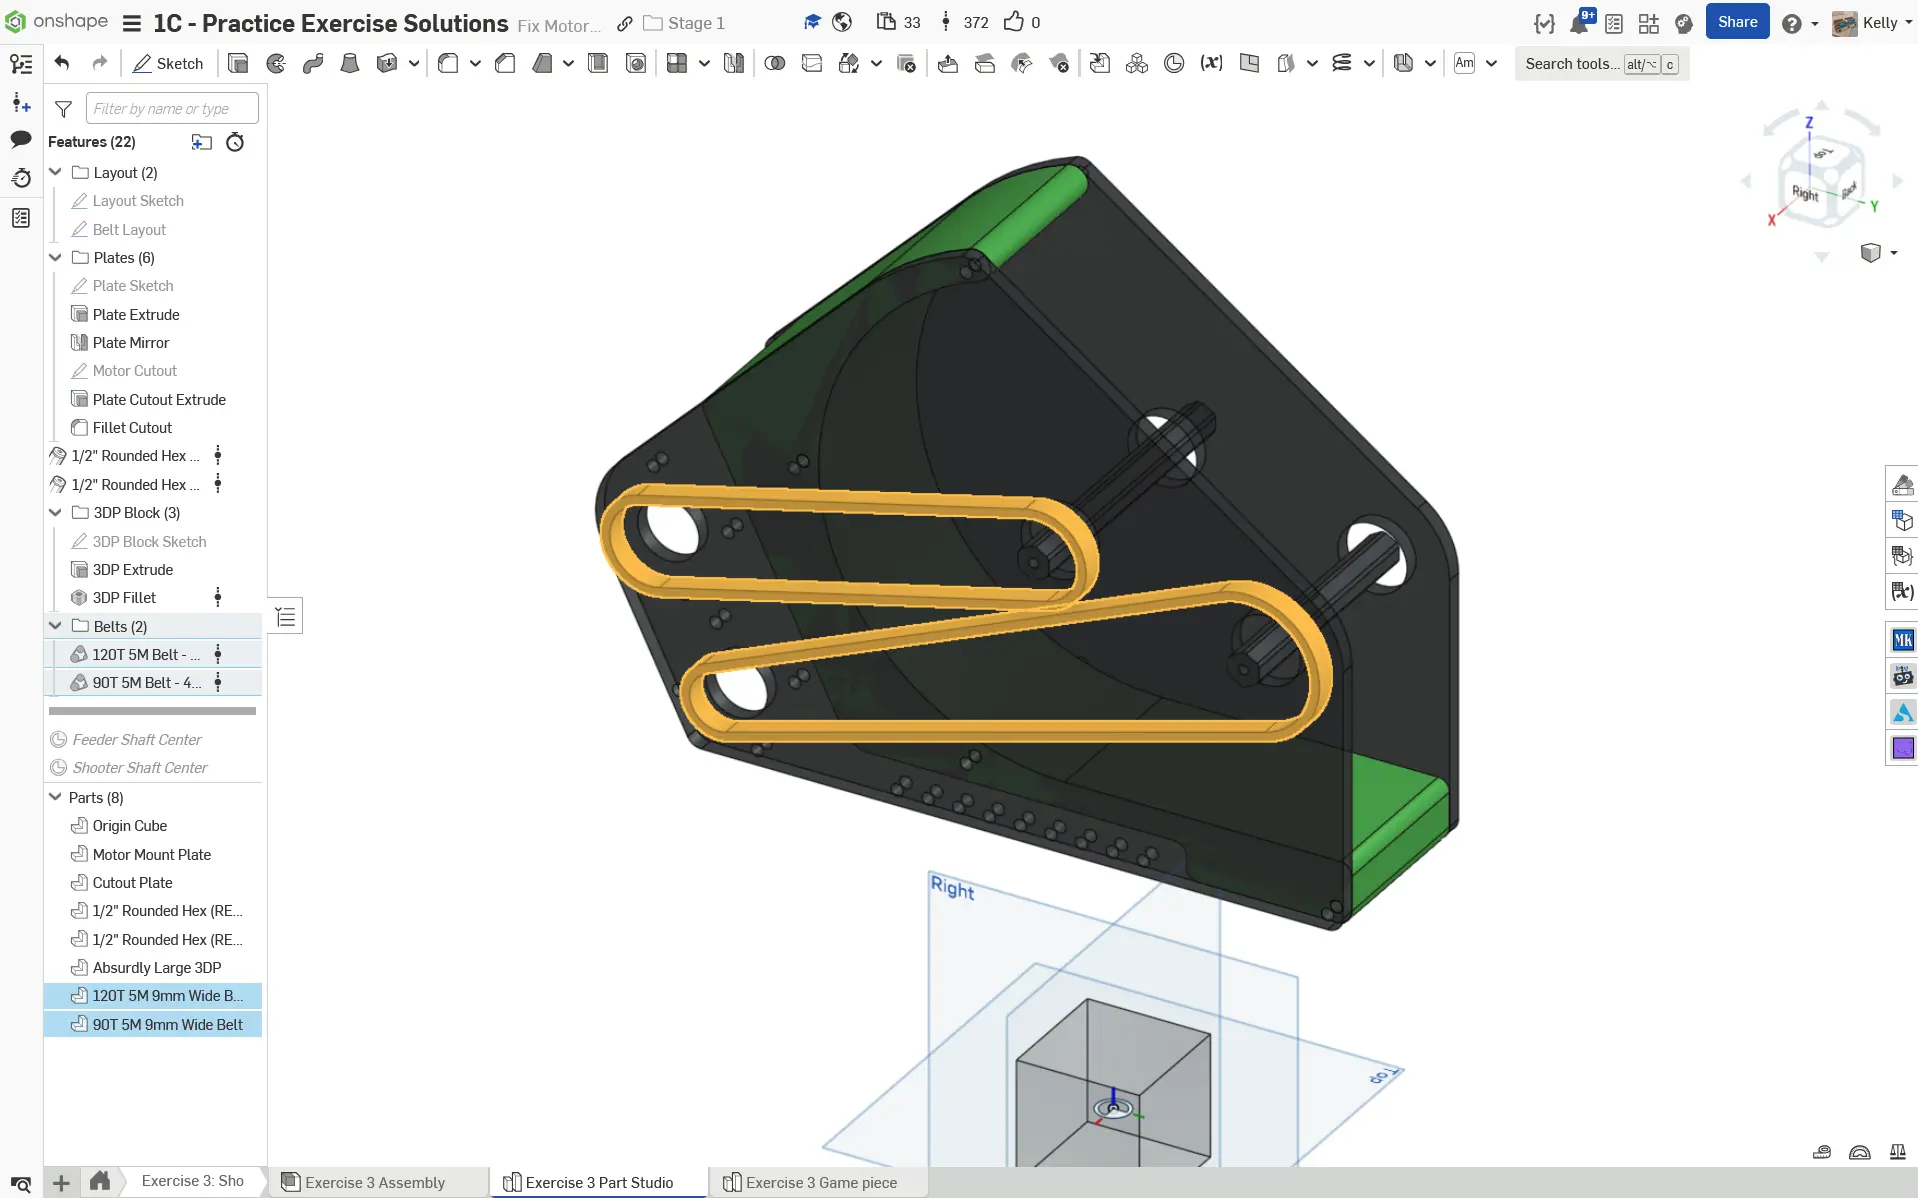 onshape
1C - Practice Exercise Solutions
Fix Motor...
Stage 1
33
372
0
9+
Share
Kelly
Sketch
Am
Search tools... alt/⌥ c
Filter by name or type
Features (22)
Layout (2)
Layout Sketch
Belt Layout
Plates (6)
Plate Sketch
Plate Extrude
Plate Mirror
Motor Cutout
Plate Cutout Extrude
Fillet Cutout
1/2" Rounded Hex ...
1/2" Rounded Hex ...
3DP Block (3)
3DP Block Sketch
3DP Extrude
3DP Fillet
Belts (2)
120T 5M Belt - ...
90T 5M Belt - 4...
Feeder Shaft Center
Shooter Shaft Center
Parts (8)
Origin Cube
Motor Mount Plate
Cutout Plate
1/2" Rounded Hex (RE...
1/2" Rounded Hex (RE...
Absurdly Large 3DP
120T 5M 9mm Wide B...
90T 5M 9mm Wide Belt
Z
Top
Right
Back
X
Y
(x)
MK
Right
Top
Exercise 3: Sho
Exercise 3 Assembly
Exercise 3 Part Studio
Exercise 3 Game piece